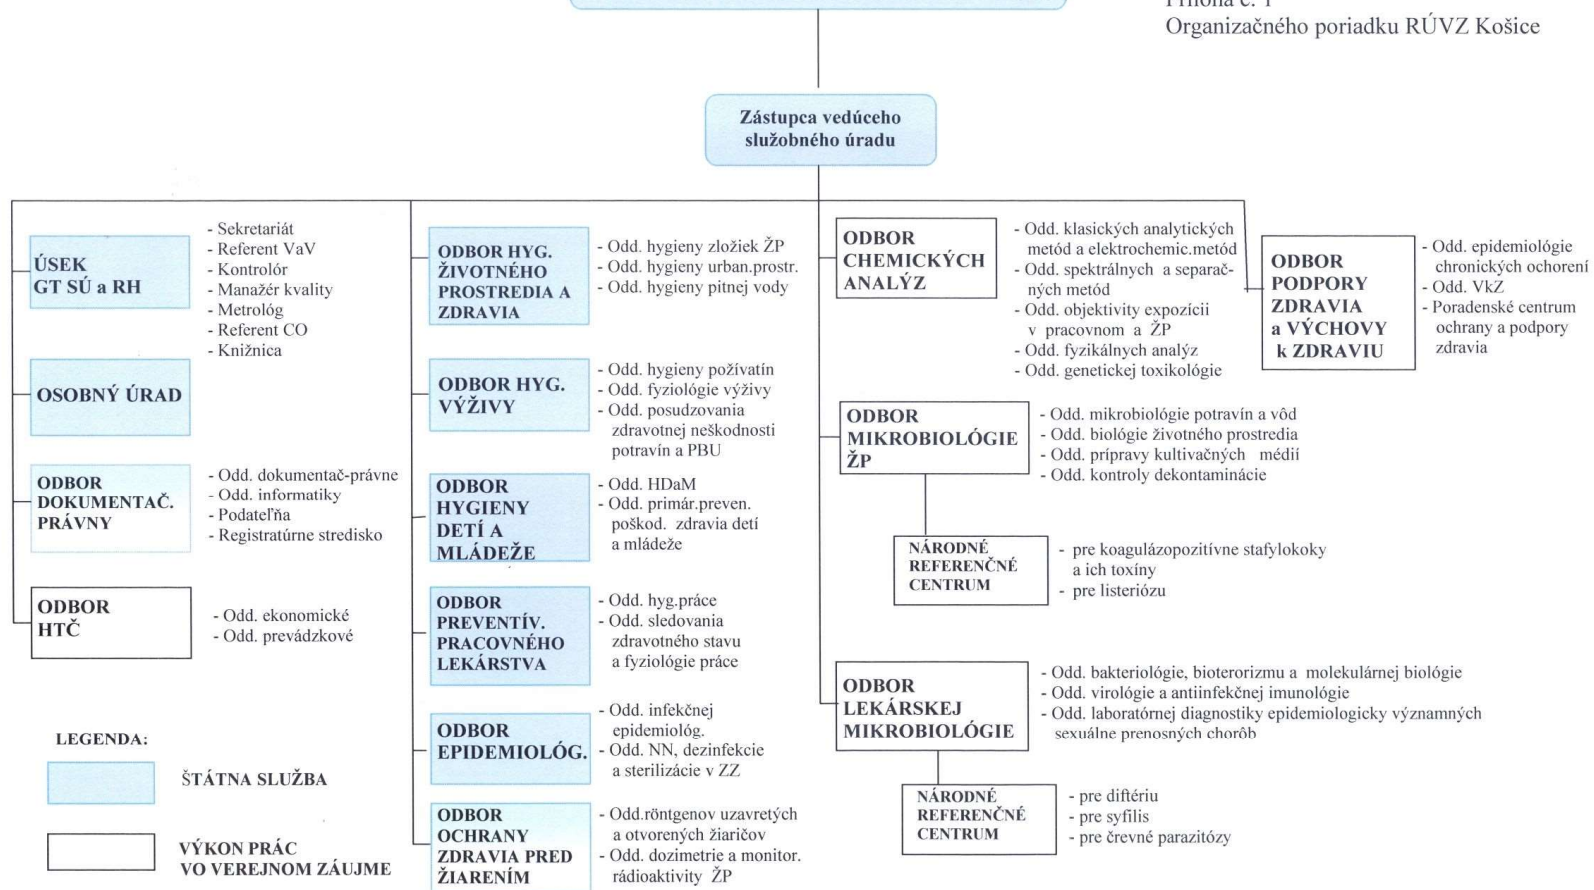 Organizačného poriadku RÚVZ Košice
Zástupca vedúceho
služobného úradu
ÚSEK
GT SÚ a RH
- Sekretariát
- Referent VaV
- Kontrolór
- Manažér kvality
- Metrológ
- Referent CO
- Knižnica
OSOBNÝ ÚRAD
ODBOR
DOKUMENTAČ.
PRÁVNY
- Odd. dokumentač-právne
- Odd. informatiky
- Podateľňa
- Registratúrne stredisko
ODBOR
HTČ
- Odd. ekonomické
- Odd. prevádzkové
LEGENDA:
ŠTÁTNA SLUŽBA
VÝKON PRÁC
VO VEREJNOM ZÁUJME
ODBOR HYG.
ŽIVOTNÉHO
PROSTREDIA A
ZDRAVIA
- Odd. hygieny zložiek ŽP
- Odd. hygieny urban.prostr.
- Odd. hygieny pitnej vody
ODBOR HYG.
VÝŽIVY
- Odd. hygieny požívatín
- Odd. fyziológie výživy
- Odd. posudzovania
zdravotnej neškodnosti
potravín a PBU
ODBOR
HYGIENY
DETÍ A
MLÁDEŽE
- Odd. HDaM
- Odd. primár.preven.
poškod. zdravia detí
a mládeže
ODBOR
PREVENTÍV.
PRACOVNÉHO
LEKÁRSTVA
- Odd. hyg.práce
- Odd. sledovania
zdravotného stavu
a fyziológie práce
ODBOR
EPIDEMIOLÓG.
- Odd. infekčnej
epidemiológ.
- Odd. NN, dezinfekcie
a sterilizácie v ZZ
ODBOR
OCHRANY
ZDRAVIA PRED
ŽIARENÍM
- Odd.röntgenov uzavretých
a otvorených žiaričov
- Odd. dozimetrie a monitor.
rádioaktivity ŽP
ODBOR
CHEMICKÝCH
ANALÝZ
- Odd. klasických analytických
metód a elektrochemic.metód
- Odd. spektrálnych a separač-
ných metód
- Odd. objektivity expozícii
v pracovnom a ŽP
- Odd. fyzikálnych analýz
- Odd. genetickej toxikológie
ODBOR
MIKROBIOLÓGIE
ŽP
- Odd. mikrobiológie potravín a vôd
- Odd. biológie životného prostredia
- Odd. prípravy kultivačných médií
- Odd. kontroly dekontaminácie
NÁRODNÉ
REFERENČNÉ
CENTRUM
- pre koagulázopozitívne stafylokoky
a ich toxíny
- pre listeriózu
ODBOR
LEKÁRSKEJ
MIKROBIOLÓGIE
- Odd. bakteriológie, bioterorizmu a molekulárnej biológie
- Odd. virológie a antiinfekčnej imunológie
- Odd. laboratórnej diagnostiky epidemiologicky významných
sexuálne prenosných chorôb
NÁRODNÉ
REFERENČNÉ
CENTRUM
- pre diftériu
- pre syfilis
- pre črevné parazitózy
ODBOR
PODPORY
ZDRAVIA
a VÝCHOVY
k ZDRAVIU
- Odd. epidemiológie
chronických ochorení
- Odd. VkZ
- Poradenské centrum
ochrany a podpory
zdravia